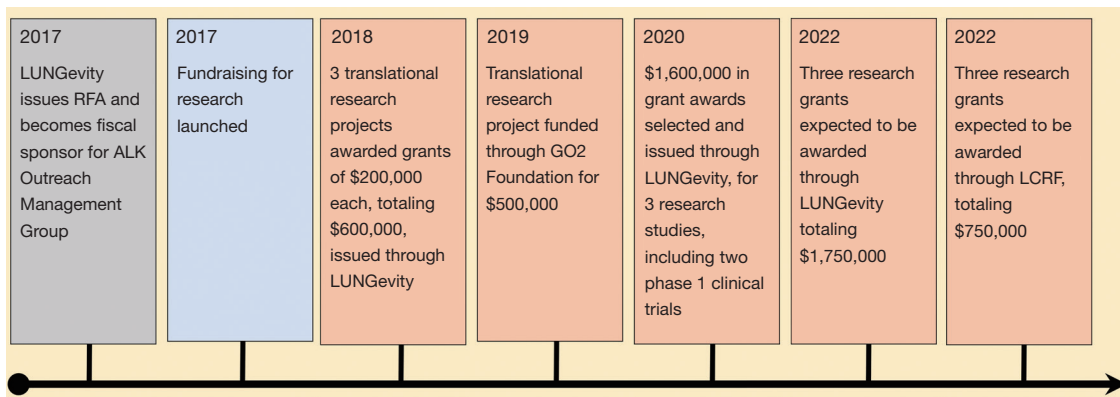 2017
LUNGevity
issues RFA and
becomes fiscal
sponsor for ALK
Outreach
Management
Group
2017
Fundraising for
research
launched
2018
3 translational
research
projects
awarded grants
of $200,000
each, totaling
$600,000,
issued through
LUNGevity
2019
Translational
research
project funded
through GO2
Foundation for
$500,000
2020
$1,600,000 in
grant awards
selected and
issued through
LUNGevity, for
3 research
studies,
including two
phase 1 clinical
trials
2022
Three research
grants
expected to be
awarded
through
LUNGevity
totaling
$1,750,000
2022
Three research
grants
expected to be
awarded
through LCRF,
totaling
$750,000